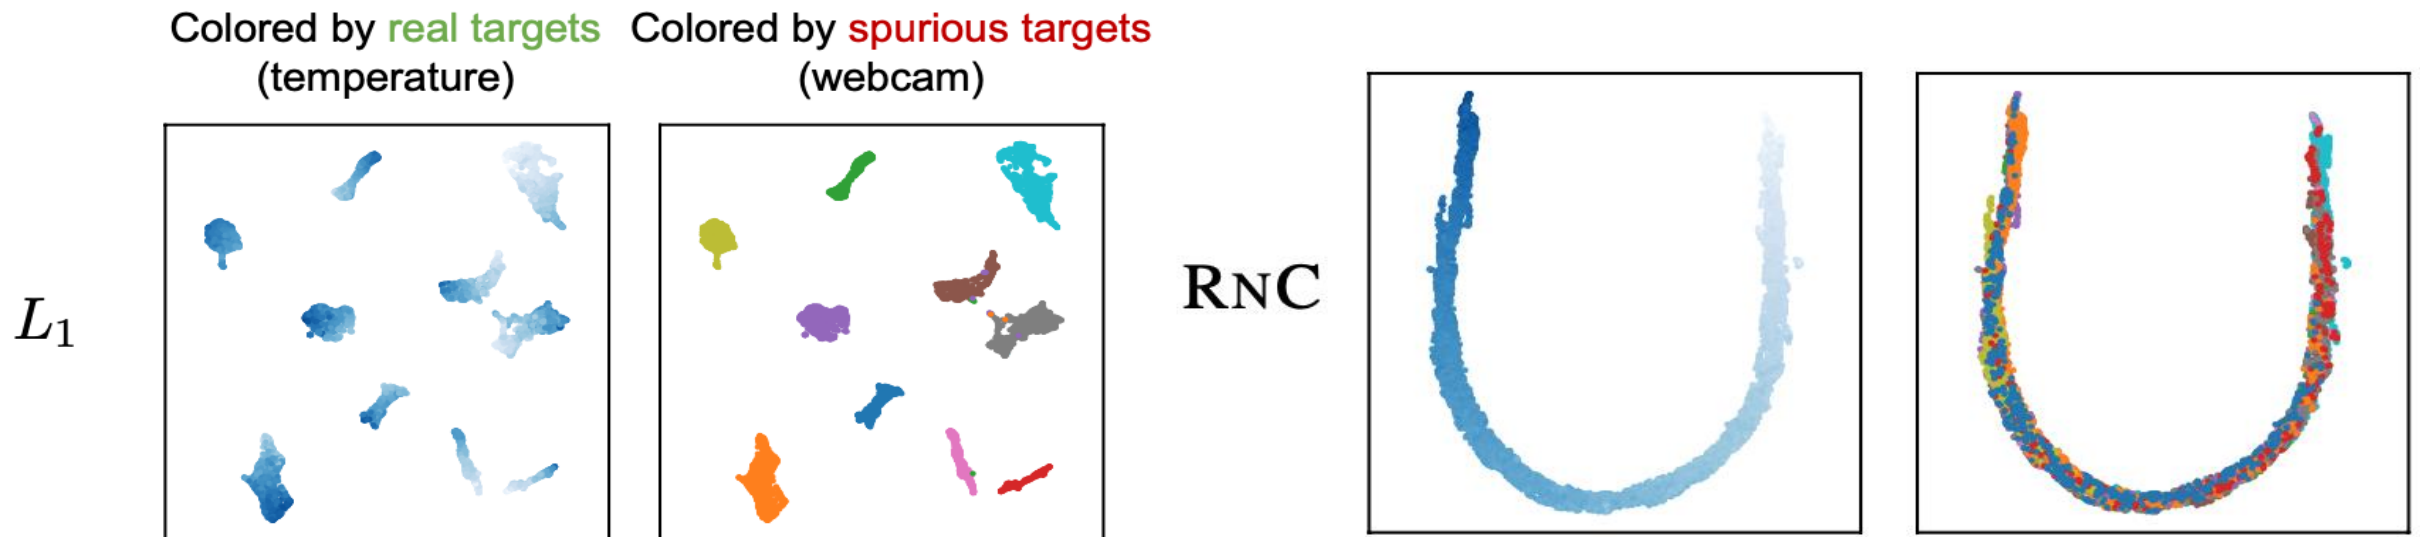 Colored by real targets
(temperature)
Colored by spurious targets
(webcam)
L1
RNC